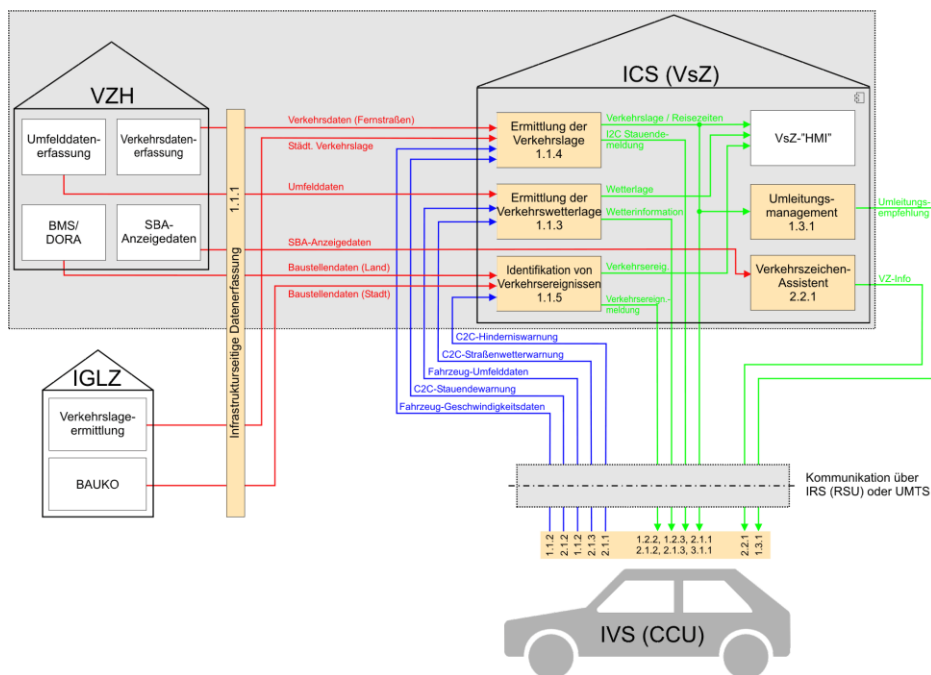 VZH
Umfelddaten-
erfassung
Verkehrsdaten-
erfassung
BMS/
DORA
SBA-
Anzeigedaten
Infrastrukturseitige Datenerfassung
1.1.1
Verkehrsdaten (Fernstraßen)
Städt. Verkehrslage
Umfelddaten
SBA-Anzeigedaten
Baustellendaten (Land)
Baustellendaten (Stadt)
ICS (VsZ)
Ermittlung der
Verkehrslage
1.1.4
Ermittlung der
Verkehrswetterlage
1.1.3
Identifikation von
Verkehrsereignissen
1.1.5
Verkehrslage / Reisezeiten
I2C Stauende-
meldung
Wetterlage
Wetterinformation
Verkehrsereig.
Verkehrsereign.-
meldung
VsZ-"HMI"
Umleitungs-
management
1.3.1
Verkehrszeichen-
Assistent
2.2.1
Umleitungs-
empfehlung
VZ-Info
C2C-Hinderniswarnung
C2C-Straßenwetterwarnung
Fahrzeug-Umfelddaten
C2C-Stauendewarnung
Fahrzeug-Geschwindigkeitsdaten
IGLZ
Verkehrslage-
ermittlung
BAUKO
Kommunikation über
IRS (RSU) oder UMTS
1.1.2
2.1.2
1.1.2
2.1.3
2.1.1
1.2.2, 1.2.3, 2.1.1
2.1.2, 2.1.3, 3.1.1
2.2.1
1.3.1
IVS (CCU)